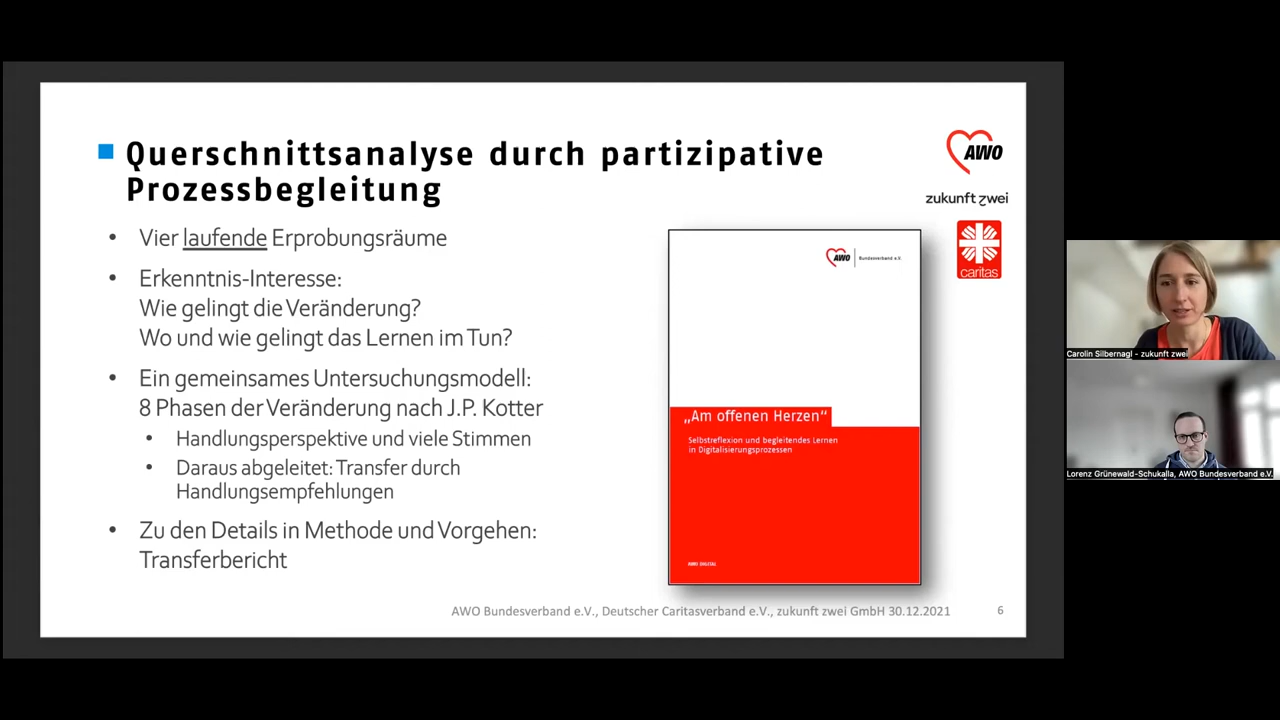 Querschnittsanalyse durch partizipative
Prozessbegleitung
AWO
zukunft zwei
caritas
• Vier laufende Erprobungsräume
• Erkenntnis-Interesse:
Wie gelingt die Veränderung?
Wo und wie gelingt das Lernen im Tun?
• Ein gemeinsames Untersuchungsmodell:
8 Phasen der Veränderung nach J.P. Kotter
• Handlungsperspektive und viele Stimmen
• Daraus abgeleitet: Transfer durch
Handlungsempfehlungen
• Zu den Details in Methode und Vorgehen:
Transferbericht
AWO Bundesverband e.V.
„Am offenen Herzen“
Selbstreflexion und begleitendes Lernen
in Digitalisierungsprozessen
AWO DIGITAL
AWO Bundesverband e.V., Deutscher Caritasverband e.V., zukunft zwei GmbH 30.12.2021
6
Carolin Silbernagl - zukunft zwei
Lorenz Grünewald-Schukalla, AWO Bundesverband e.V.